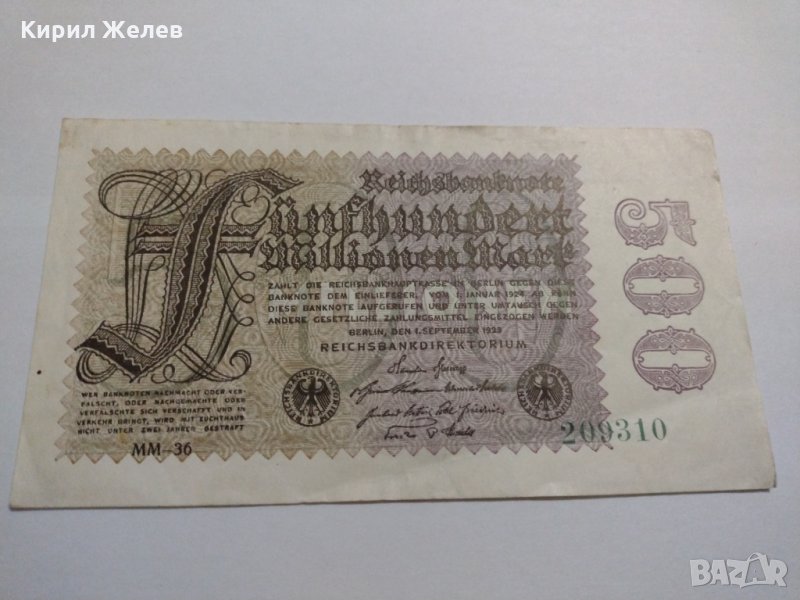 Кирил Желев
Reichsbanknote
Fünfhundert
Millionen Mark
ZAHLT DIE REICHSBANKHAUPTKASSE IN BERLIN GEGEN DIESE
BANKNOTE DEM EINLIEFERER. VOM 1. JANUAR 1924 AB KANN
DIESE BANKNOTE AUFGERUFEN UND UNTER UMTAUSCH GEGEN
ANDERE GESETZLICHE ZAHLUNGSMITTEL EINGEZOGEN WERDEN
BERLIN, DEN 1. SEPTEMBER 1923
REICHSBANKDIREKTORIUM
500
WER BANKNOTEN NACHMACHT ODER VER-
FÄLSCHT, ODER NACHGEMACHTE ODER
VERFÄLSCHTE SICH VERSCHAFFT UND IN
VERKEHR BRINGT, WIRD MIT ZUCHTHAUS
NICHT UNTER ZWEI JAHREN BESTRAFT
MM-36
REICHSBANKDIREKTORIUM
REICHSBANKDIREKTORIUM
209310
BAZAR